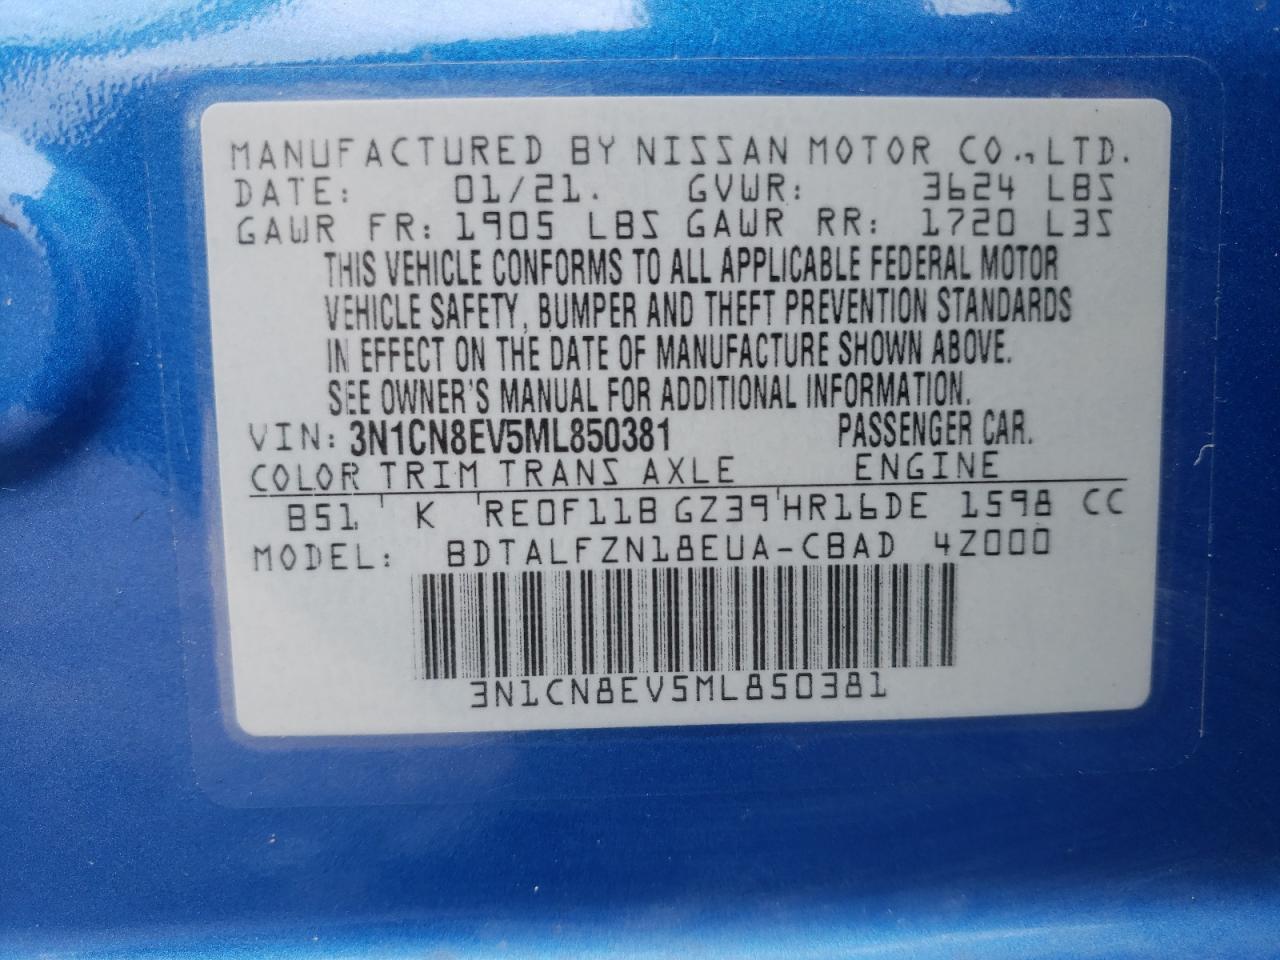 MANUFACTURED BY NISSAN MOTOR CO., LTD.
DATE: 01/21. GVWR: 3624 LBS
GAWR FR: 1905 LBS GAWR RR: 1720 LBS
THIS VEHICLE CONFORMS TO ALL APPLICABLE FEDERAL MOTOR
VEHICLE SAFETY, BUMPER AND THEFT PREVENTION STANDARDS
IN EFFECT ON THE DATE OF MANUFACTURE SHOWN ABOVE.
SEE OWNER'S MANUAL FOR ADDITIONAL INFORMATION.
VIN: 3N1CN8EV5ML850381 PASSENGER CAR.
COLOR TRIM TRANS AXLE ENGINE
B51 K RE0F11B GZ39 HR16DE 1598 CC
MODEL: BDTALFZN18EUA-CBAD 4Z000
3N1CN8EV5ML850381